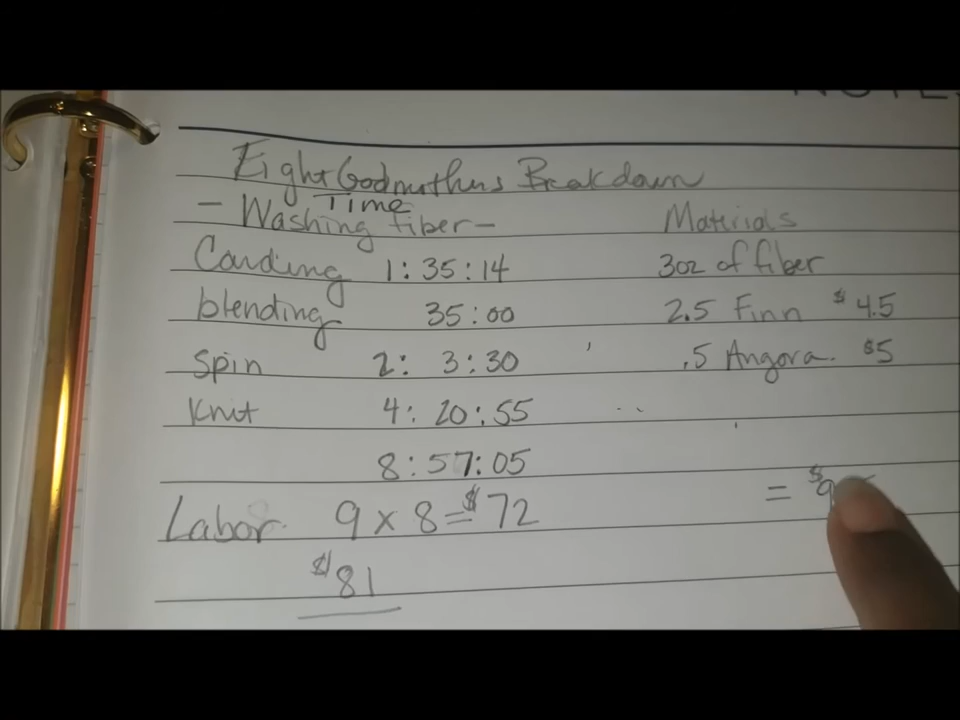 NOTES
Eight Godmothers Breakdown
Time
- Washing fiber -
Materials
Carding 1:35:14
3oz of fiber
blending 35:00
2.5 Finn $4.5
Spin 2: 3:30
.5 Angora. $5
Knit 4: 20:55
8:57:05
= $9
Labor. 9 x 8 = $72
$81